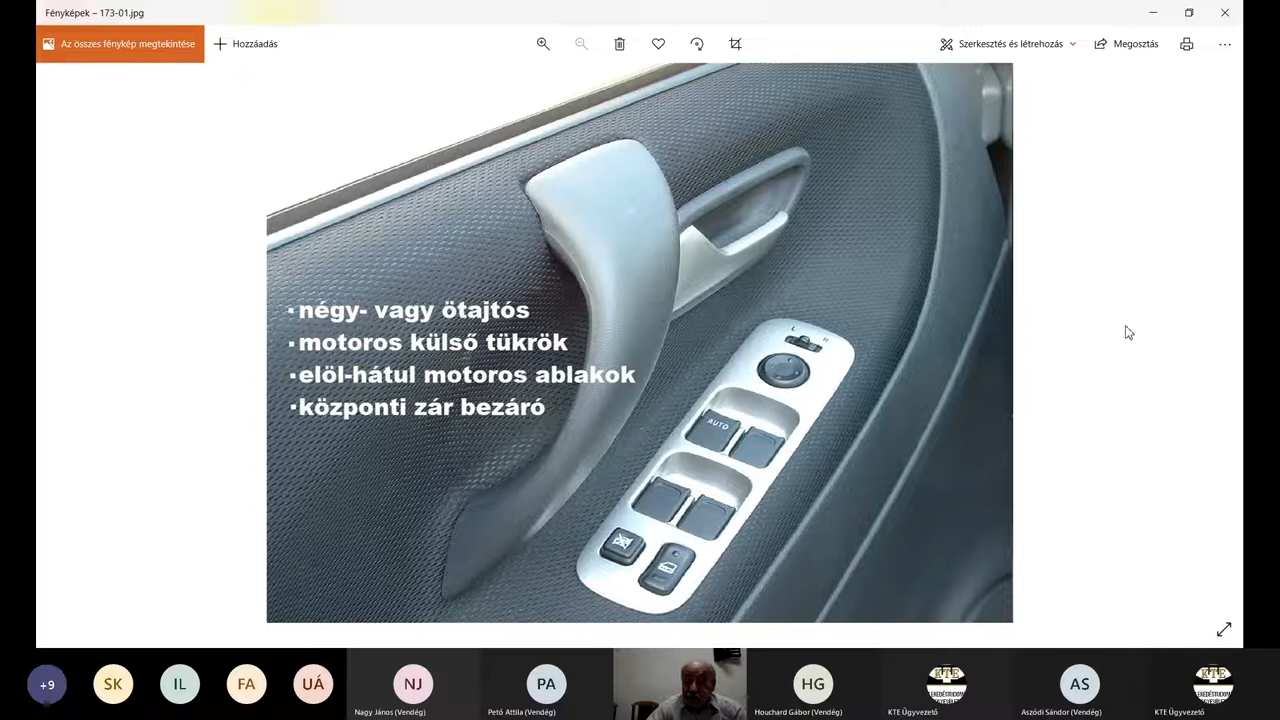 Fényképek – 173-01.jpg
Az összes fénykép megtekintése
Hozzáadás
Szerkesztés és létrehozás
Megosztás
L R
AUTO
·négy- vagy ötajtós
·motoros külső tükrök
·elöl-hátul motoros ablakok
·központi zár bezáró
+9
SK
IL
FA
UÁ
NJ
PA
HG
KTE
AS
KTE
Nagy János (Vendég)
Pető Attila (Vendég)
Houchard Gábor (Vendég)
KTE Ügyvezető
Aszódi Sándor (Vendég)
KTE Ügyvezető